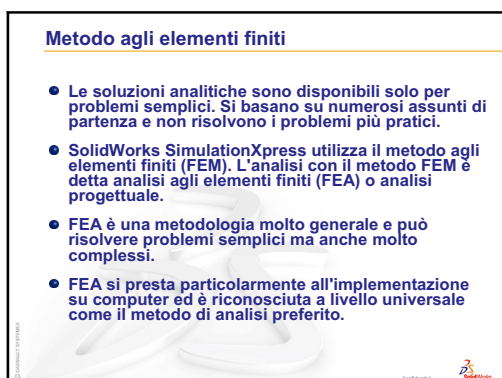 Metodo agli elementi finiti
Le soluzioni analitiche sono disponibili solo per
problemi semplici. Si basano su numerosi assunti di
partenza e non risolvono i problemi più pratici.
SolidWorks SimulationXpress utilizza il metodo agli
elementi finiti (FEM). L'analisi con il metodo FEM è
detta analisi agli elementi finiti (FEA) o analisi
progettuale.
FEA è una metodologia molto generale e può
risolvere problemi semplici ma anche molto
complessi.
FEA si presta particolarmente all'implementazione
su computer ed è riconosciuta a livello universale
come il metodo di analisi preferito.
© DASSAULT SYSTEMES
SolidWorks